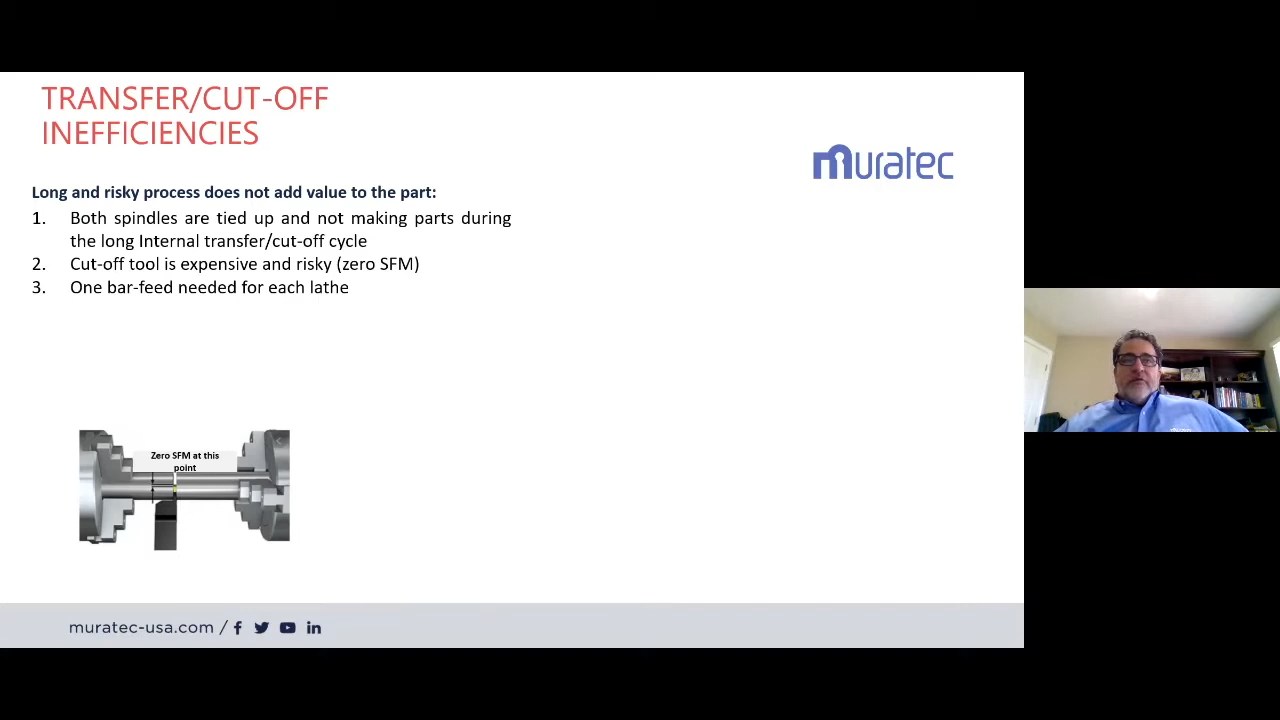 TRANSFER/CUT-OFF
INEFFICIENCIES
muratec
Long and risky process does not add value to the part:
1. Both spindles are tied up and not making parts during
the long Internal transfer/cut-off cycle
2. Cut-off tool is expensive and risky (zero SFM)
3. One bar-feed needed for each lathe
Zero SFM at this
point
muratec-usa.com /